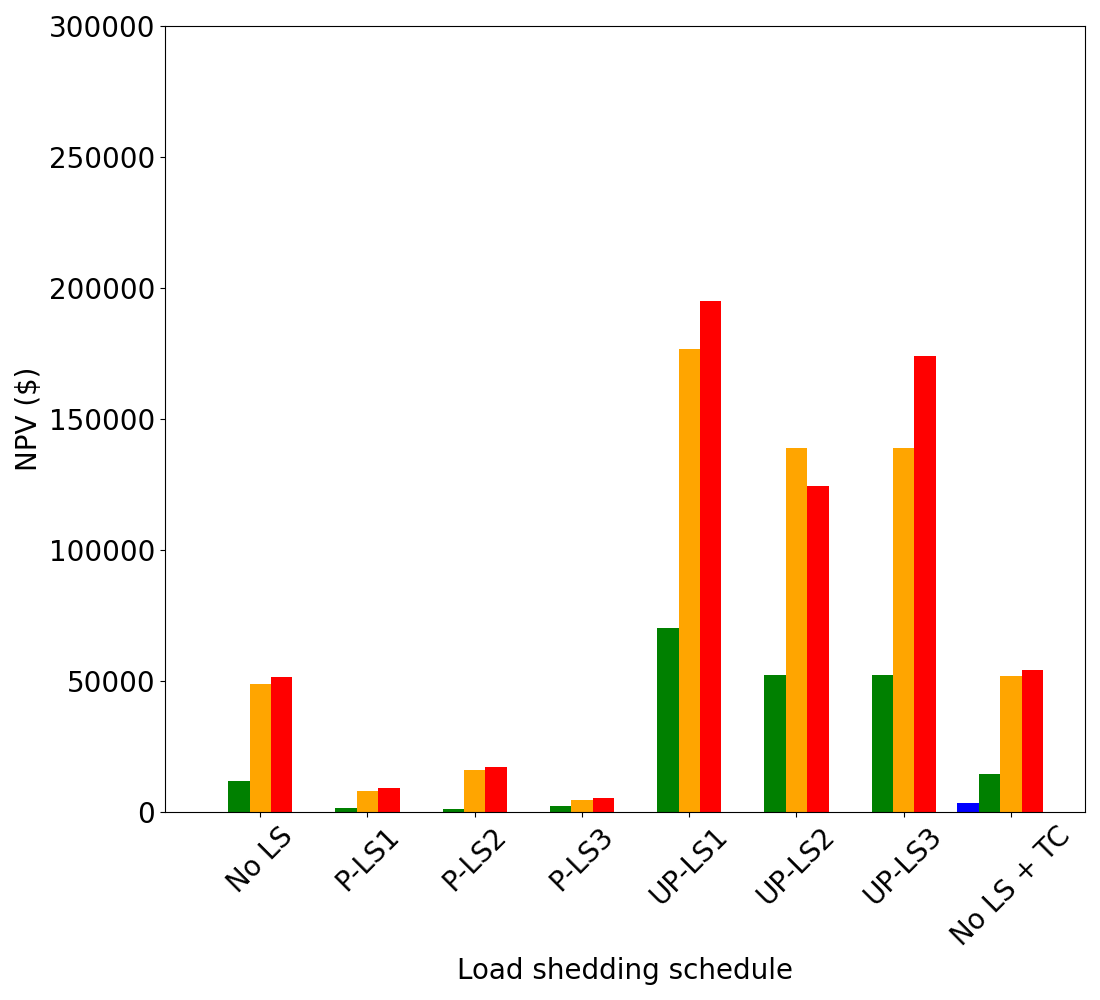 NPV ($)
300000
250000
200000
150000
100000
50000
0
No LS
P-LS1
P-LS2
P-LS3
UP-LS1
UP-LS2
UP-LS3
No LS + TC
Load shedding schedule